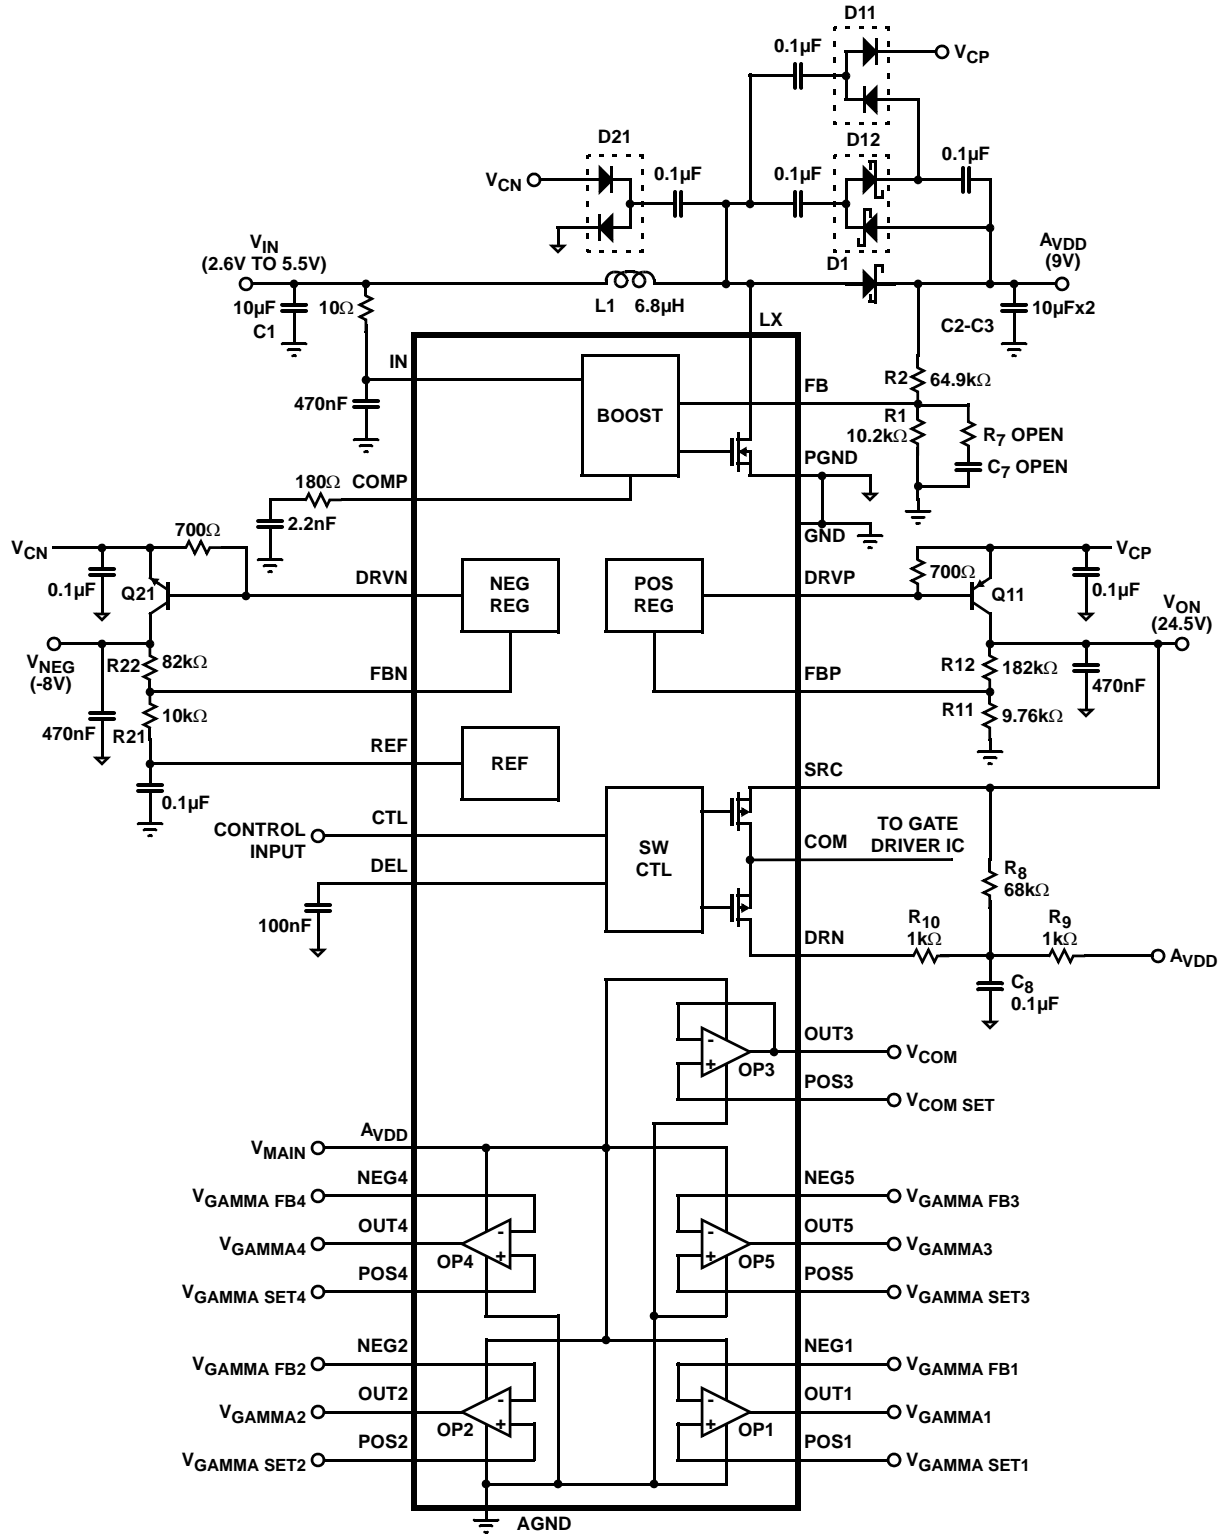 D11
0.1µF
VCP
D21
D12
0.1µF
0.1µF
0.1µF
VCN
VIN
(2.6V TO 5.5V)
D1
AVDD
(9V)
10µF
C1
10Ω
L1 6.8µH
LX
C2-C3
10µFx2
IN
470nF
BOOST
FB
R2
64.9kΩ
R1
10.2kΩ
R7 OPEN
C7 OPEN
PGND
180Ω
COMP
2.2nF
GND
VCN
700Ω
0.1µF
Q21
DRVN
NEG
REG
POS
REG
DRVP
700Ω
Q11
VCP
0.1µF
VON
(24.5V)
VNEG
(-8V)
R22
82kΩ
FBN
FBP
R12
182kΩ
470nF
470nF
R21
10kΩ
R11
9.76kΩ
REF
REF
0.1µF
SRC
CONTROL
INPUT
CTL
SW
CTL
COM
TO GATE
DRIVER IC
DEL
100nF
R8
68kΩ
DRN
R10
1kΩ
R9
1kΩ
AVDD
C8
0.1µF
-
+
OP3
OUT3
VCOM
POS3
VCOM SET
VMAIN
AVDD
VGAMMA FB4
NEG4
NEG5
VGAMMA FB3
VGAMMA4
OUT4
-
+
OP4
-
+
OP5
OUT5
VGAMMA3
VGAMMA SET4
POS4
POS5
VGAMMA SET3
VGAMMA FB2
NEG2
NEG1
VGAMMA FB1
VGAMMA2
OUT2
-
+
OP2
-
+
OP1
OUT1
VGAMMA1
VGAMMA SET2
POS2
POS1
VGAMMA SET1
AGND